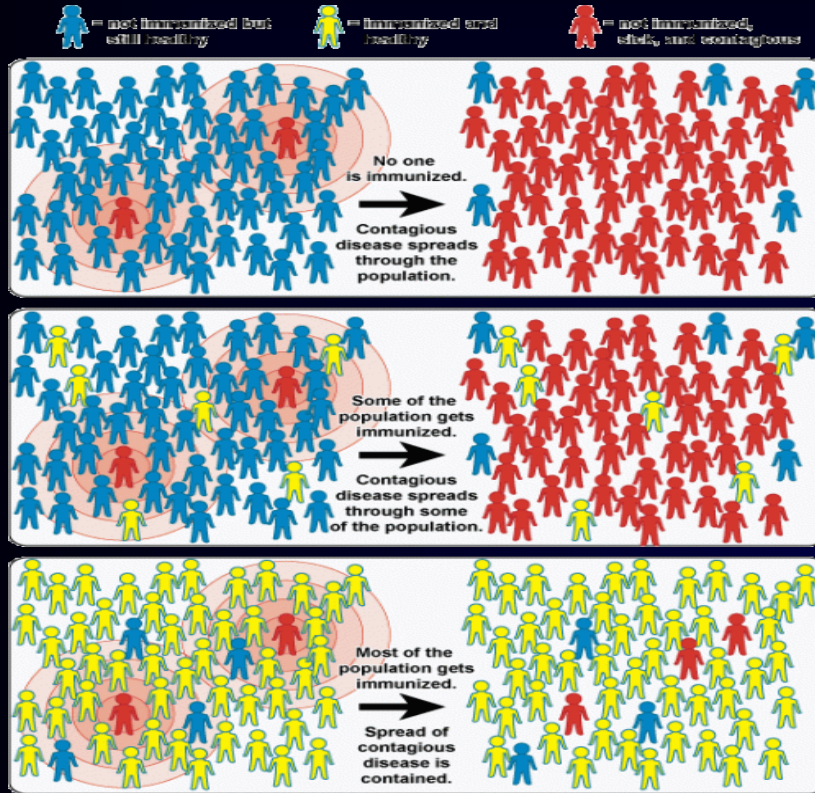 = not immunized but
still healthy
= immunized and
healthy
= not immunized,
sick, and contagious
No one
is immunized.
Contagious
disease spreads
through the
population.
Some of the
population gets
immunized.
Contagious
disease spreads
through some
of the population.
Most of the
population gets
immunized.
Spread of
contagious
disease is
contained.